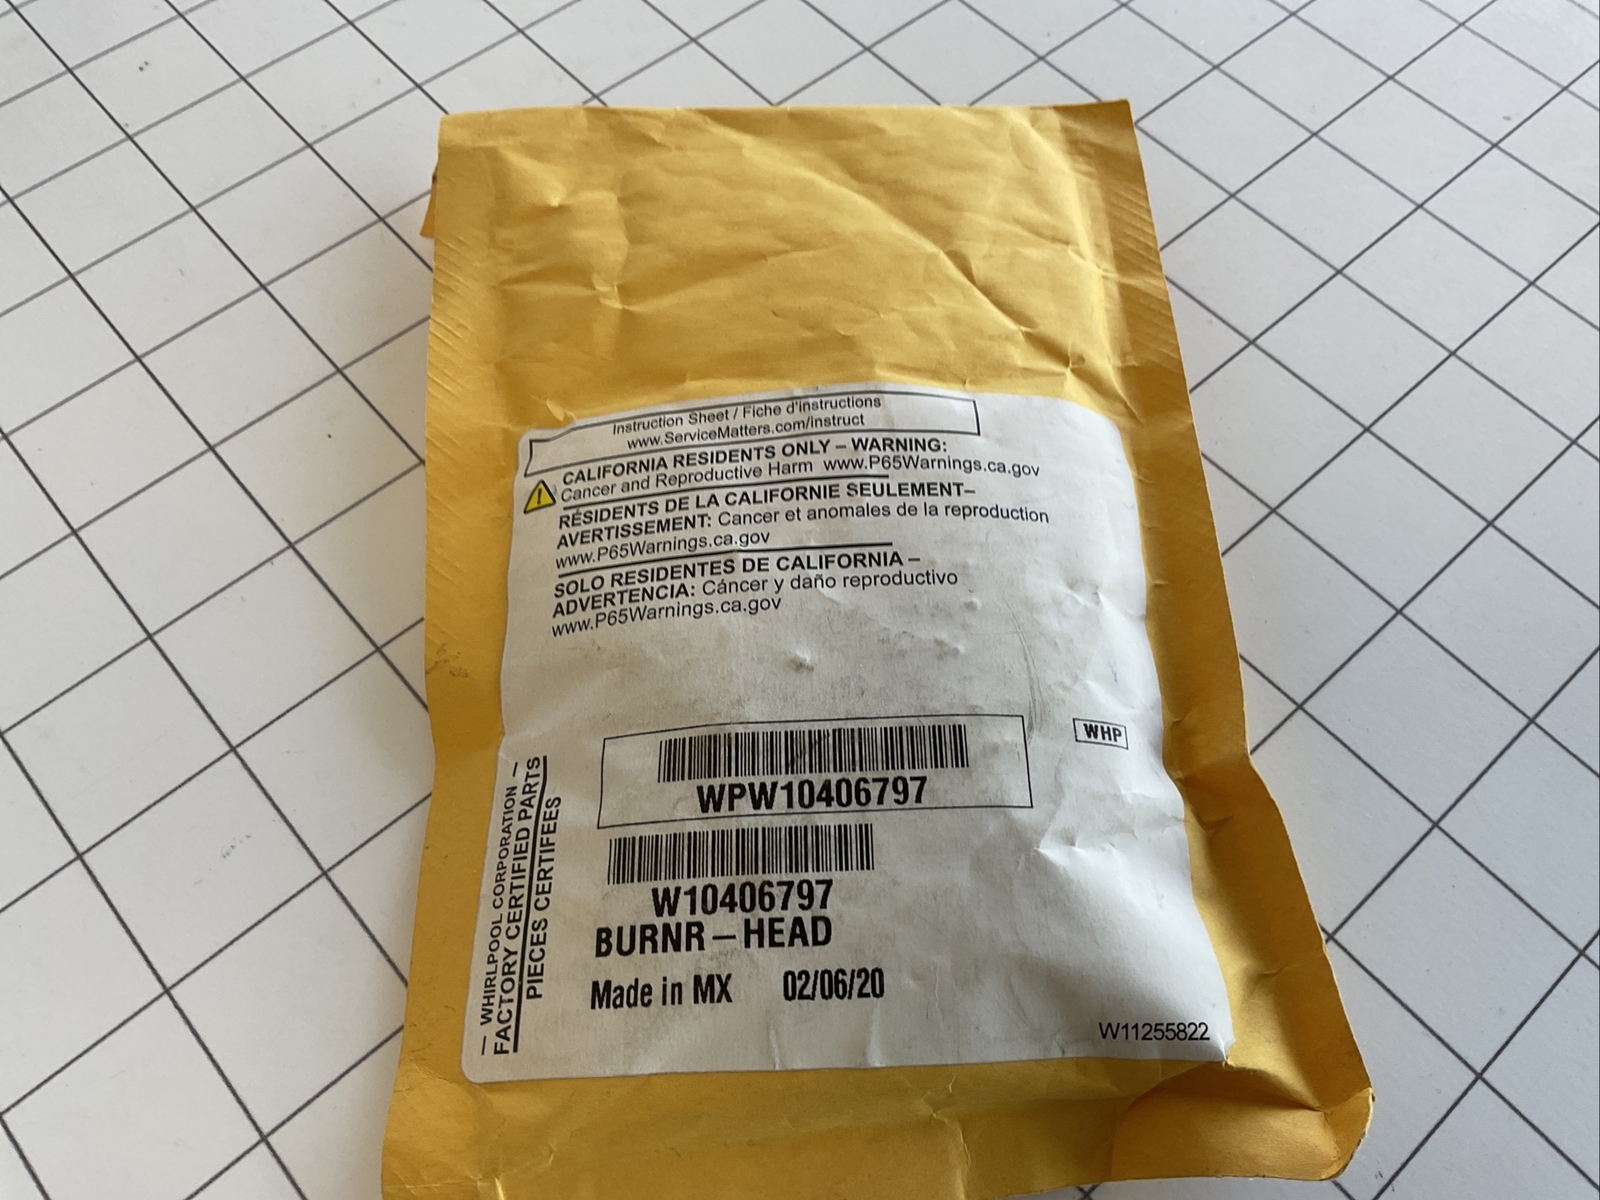 Instruction Sheet / Fiche d'instructions
www.ServiceMatters.com/instruct
CALIFORNIA RESIDENTS ONLY – WARNING:
Cancer and Reproductive Harm www.P65Warnings.ca.gov
RÉSIDENTS DE LA CALIFORNIE SEULEMENT–
AVERTISSEMENT: Cancer et anomales de la reproduction
www.P65Warnings.ca.gov
SOLO RESIDENTES DE CALIFORNIA –
ADVERTENCIA: Cáncer y daño reproductivo
www.P65Warnings.ca.gov
WHP
WPW10406797
W10406797
BURNR – HEAD
Made in MX 02/06/20
W11255822
— WHIRLPOOL CORPORATION —
FACTORY CERTIFIED PARTS
PIECES CERTIFEES